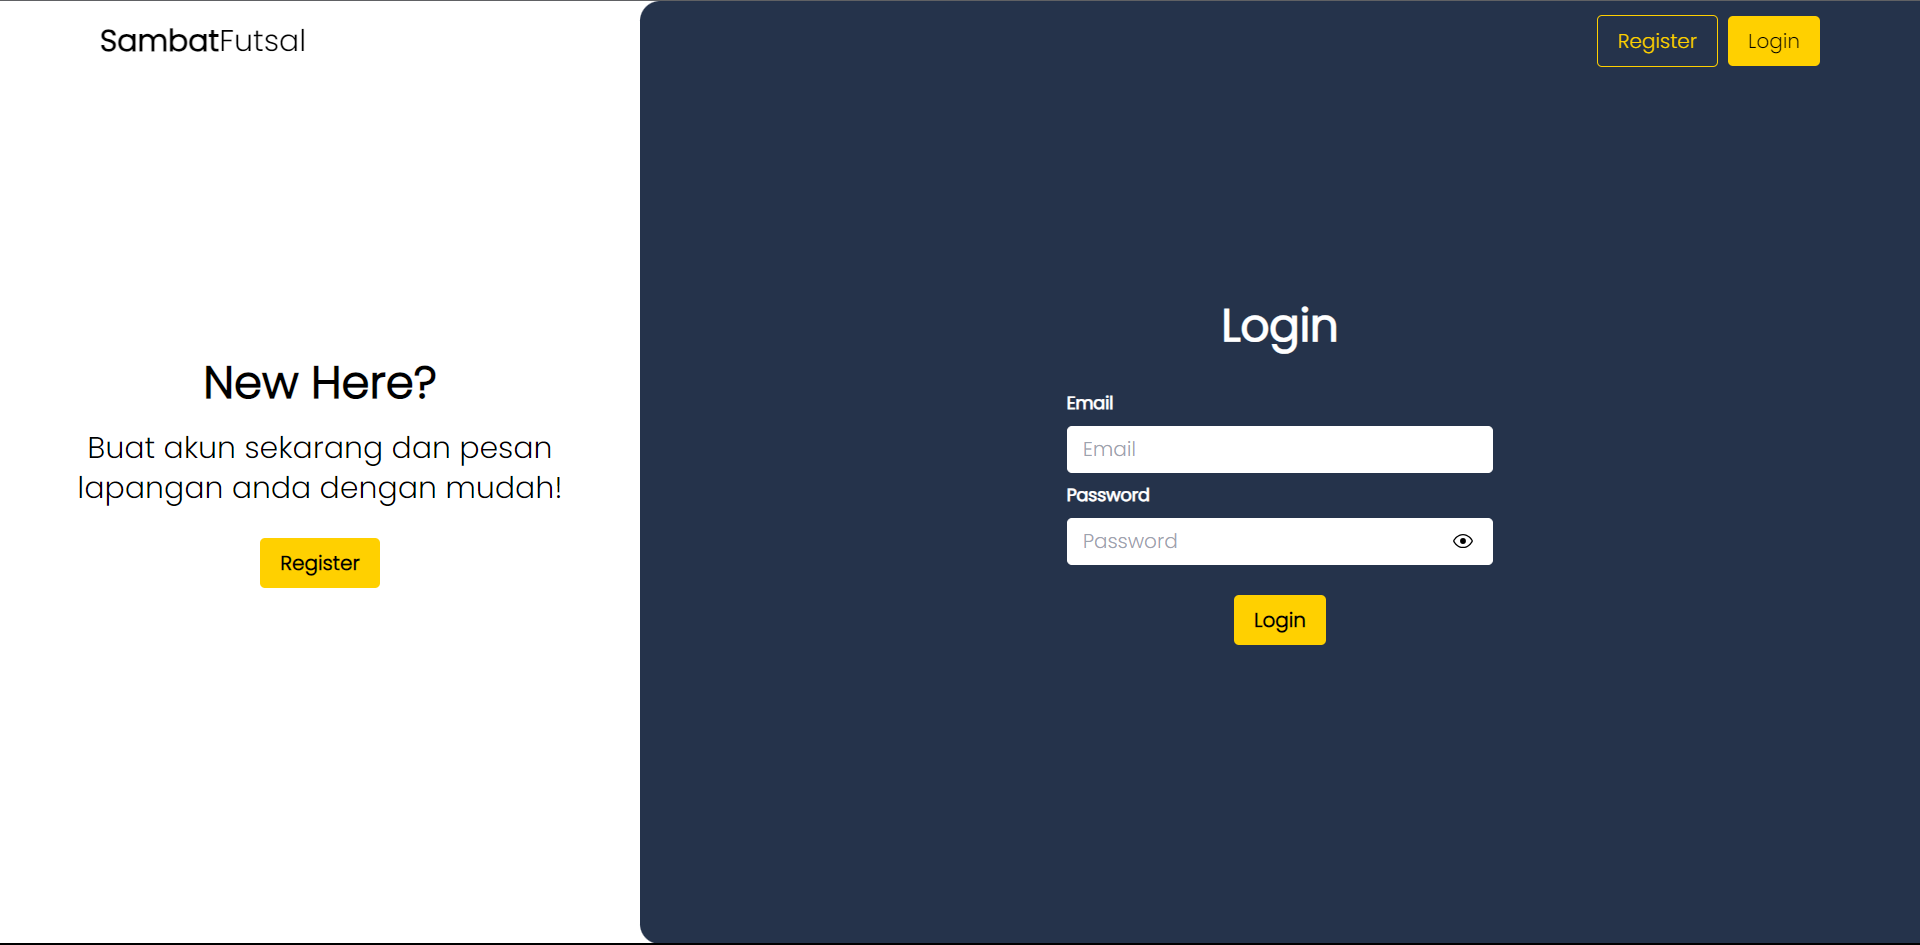 SambatFutsal
Register
Login
New Here?
Buat akun sekarang dan pesan
lapangan anda dengan mudah!
Register
Login
Email
Email
Password
Password
Login